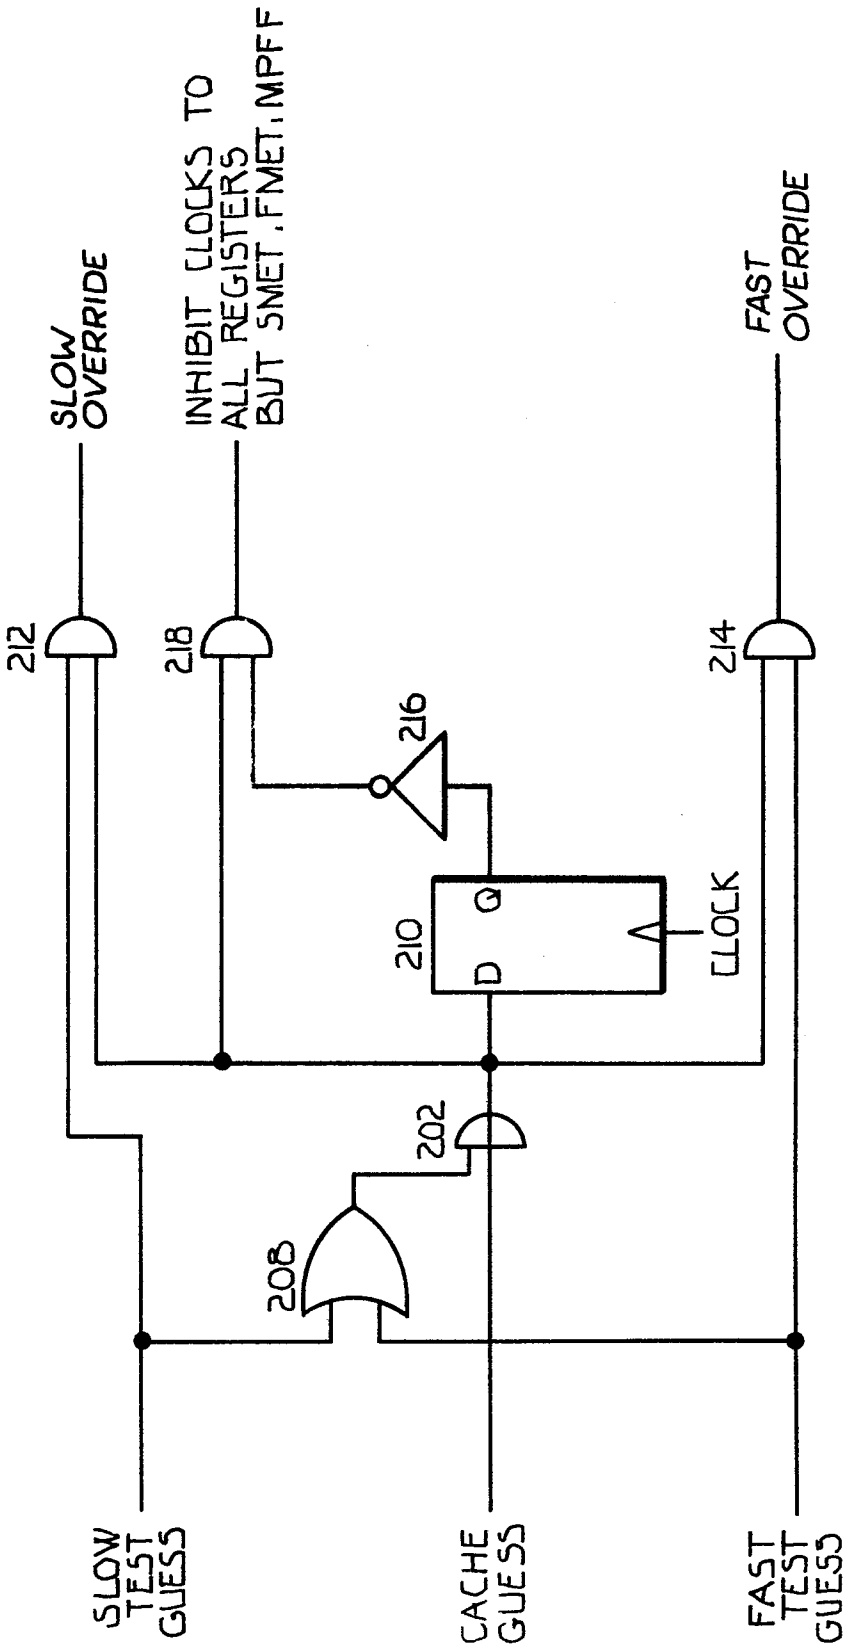 SLOW
TEST
GUESS
CACHE
GUESS
FAST
TEST
GUESS
208
202
210
D
Q
CLOCK
216
212
218
214
SLOW
OVERRIDE
INHIBIT CLOCKS TO
ALL REGISTERS
BUT SMET, FMET, MPFF
FAST
OVERRIDE